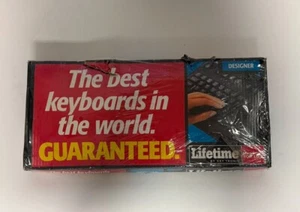 The best
keyboards in
the world.
GUARANTEED.
DESIGNER
Lifetime